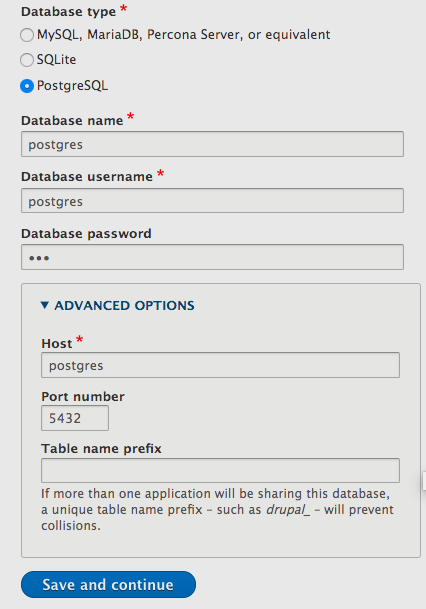 Database type *
MySQL, MariaDB, Percona Server, or equivalent
SQLite
PostgreSQL
Database name *
postgres
Database username *
postgres
Database password
•••
▼ ADVANCED OPTIONS
Host *
postgres
Port number
5432
Table name prefix
If more than one application will be sharing this database,
a unique table name prefix – such as drupal_ – will prevent
collisions.
Save and continue